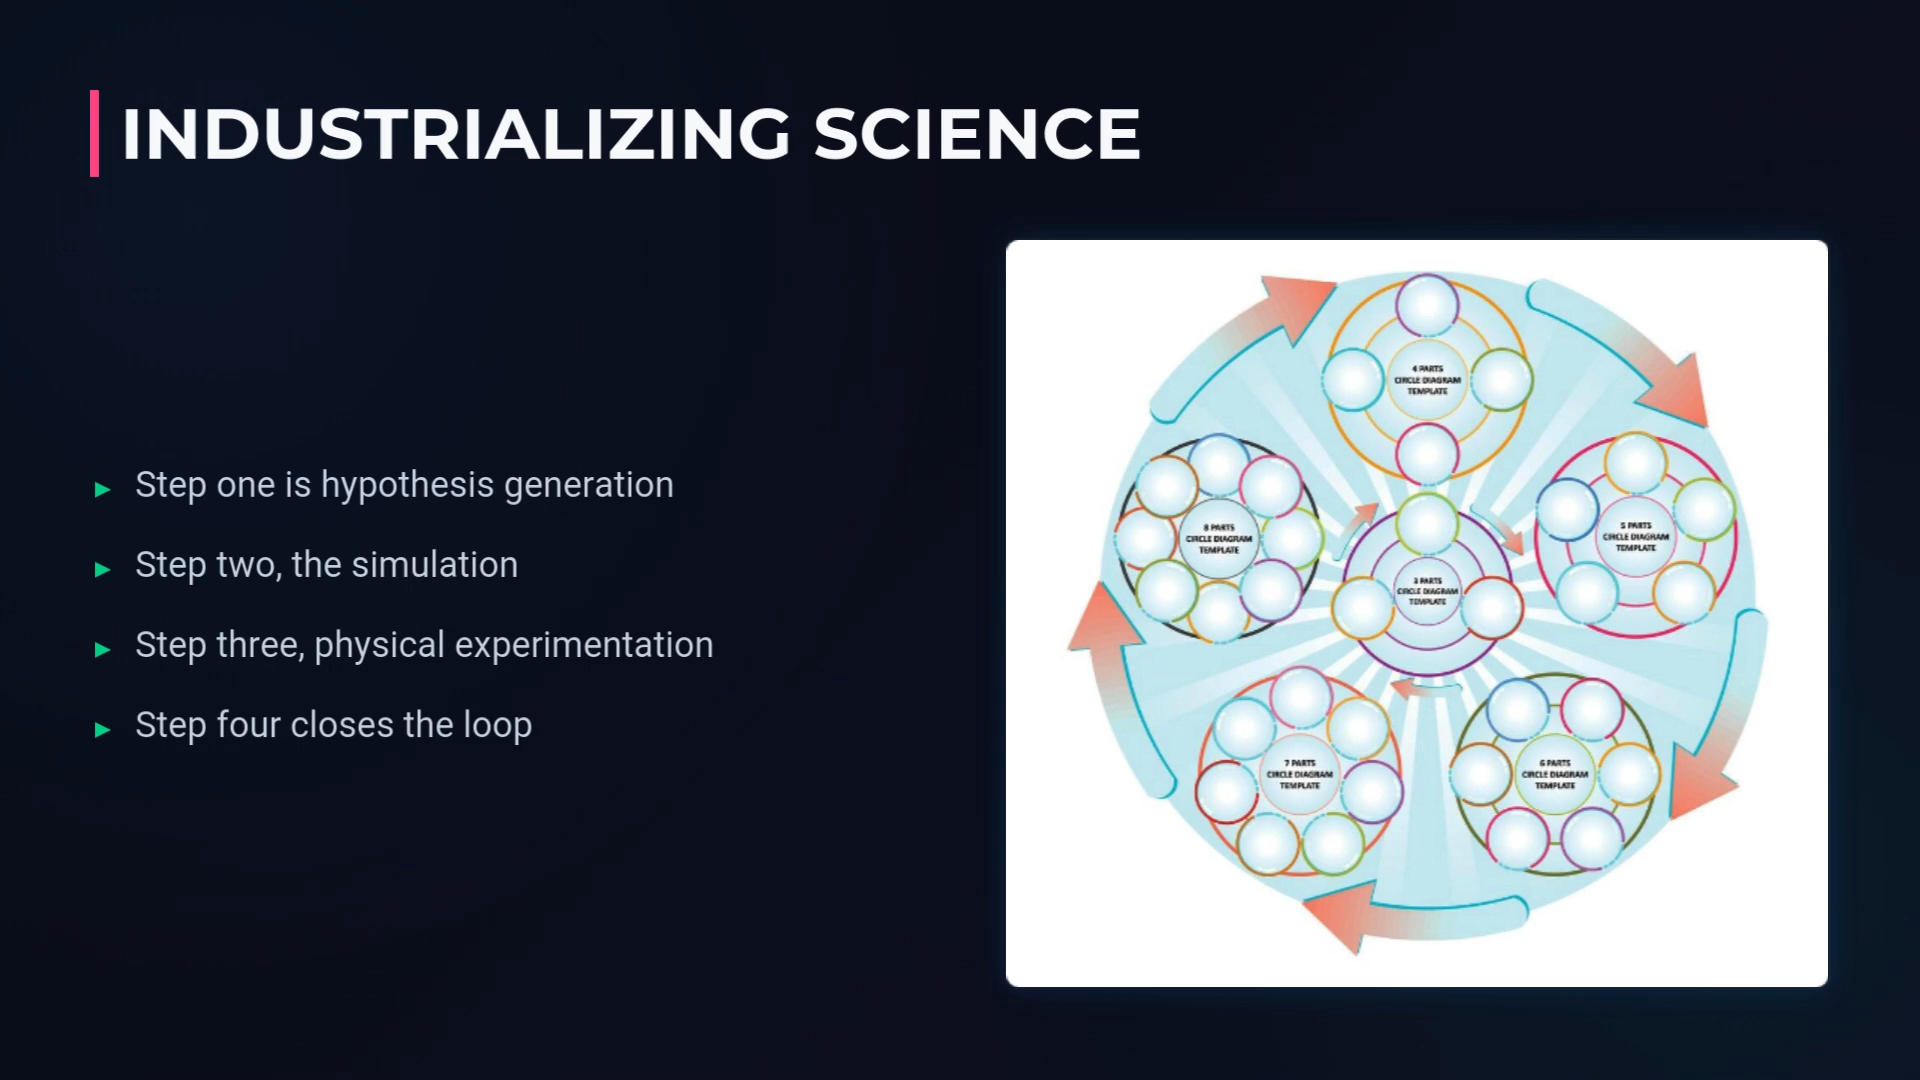 INDUSTRIALIZING SCIENCE
Step one is hypothesis generation
Step two, the simulation
Step three, physical experimentation
Step four closes the loop
4 PARTS
CIRCLE DIAGRAM
TEMPLATE
8 PARTS
CIRCLE DIAGRAM
TEMPLATE
5 PARTS
CIRCLE DIAGRAM
TEMPLATE
3 PARTS
CIRCLE DIAGRAM
TEMPLATE
7 PARTS
CIRCLE DIAGRAM
TEMPLATE
6 PARTS
CIRCLE DIAGRAM
TEMPLATE